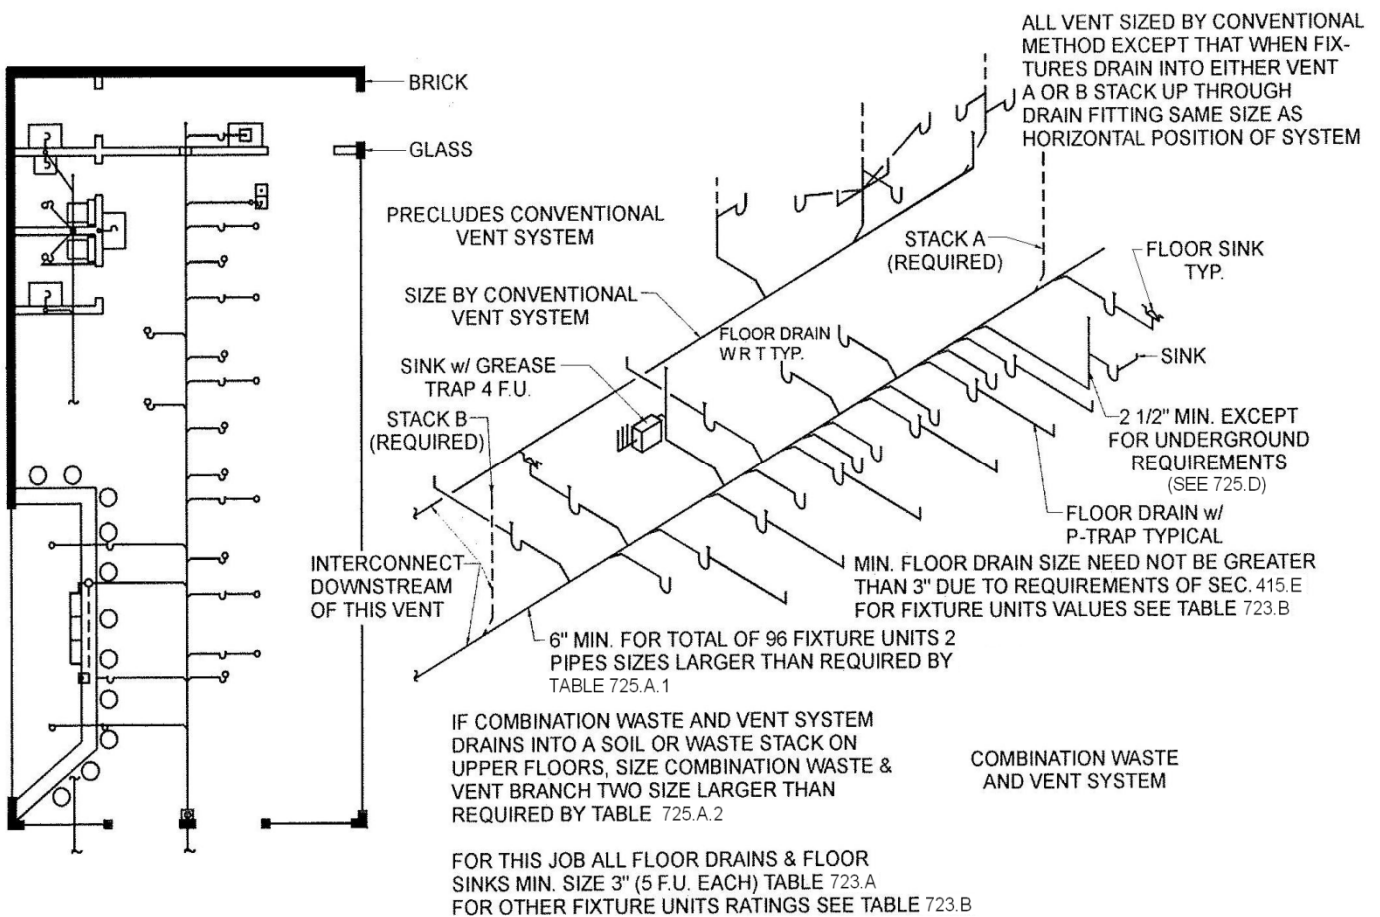 ALL VENT SIZED BY CONVENTIONAL
METHOD EXCEPT THAT WHEN FIX-
TURES DRAIN INTO EITHER VENT
A OR B STACK UP THROUGH
DRAIN FITTING SAME SIZE AS
HORIZONTAL POSITION OF SYSTEM
BRICK
GLASS
PRECLUDES CONVENTIONAL
VENT SYSTEM
STACK A
(REQUIRED)
FLOOR SINK
TYP.
SIZE BY CONVENTIONAL
VENT SYSTEM
FLOOR DRAIN
W R T TYP.
SINK w/ GREASE
TRAP 4 F.U.
SINK
STACK B
(REQUIRED)
2 1/2" MIN. EXCEPT
FOR UNDERGROUND
REQUIREMENTS
(SEE 725.D)
FLOOR DRAIN w/
P-TRAP TYPICAL
INTERCONNECT
DOWNSTREAM
OF THIS VENT
MIN. FLOOR DRAIN SIZE NEED NOT BE GREATER
THAN 3" DUE TO REQUIREMENTS OF SEC. 415.E
FOR FIXTURE UNITS VALUES SEE TABLE 723.B
6" MIN. FOR TOTAL OF 96 FIXTURE UNITS 2
PIPES SIZES LARGER THAN REQUIRED BY
TABLE 725.A.1
IF COMBINATION WASTE AND VENT SYSTEM
DRAINS INTO A SOIL OR WASTE STACK ON
UPPER FLOORS, SIZE COMBINATION WASTE &
VENT BRANCH TWO SIZE LARGER THAN
REQUIRED BY TABLE 725.A.2
COMBINATION WASTE
AND VENT SYSTEM
FOR THIS JOB ALL FLOOR DRAINS & FLOOR
SINKS MIN. SIZE 3" (5 F.U. EACH) TABLE 723.A
FOR OTHER FIXTURE UNITS RATINGS SEE TABLE 723.B